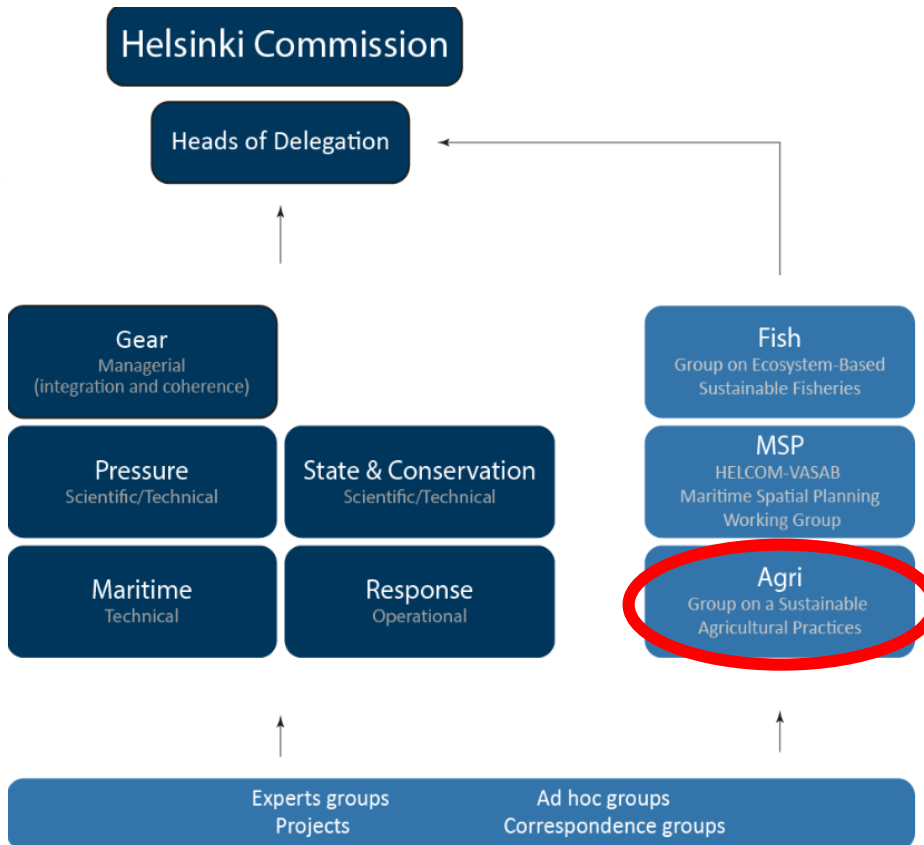 Helsinki Commission
Heads of Delegation
Gear
Managerial
(integration and coherence)
Pressure
Scientific/Technical
State & Conservation
Scientific/Technical
Maritime
Technical
Response
Operational
Fish
Group on Ecosystem-Based
Sustainable Fisheries
MSP
HELCOM-VASAB
Maritime Spatial Planning
Working Group
Agri
Group on a Sustainable
Agricultural Practices
Experts groups
Projects
Ad hoc groups
Correspondence groups